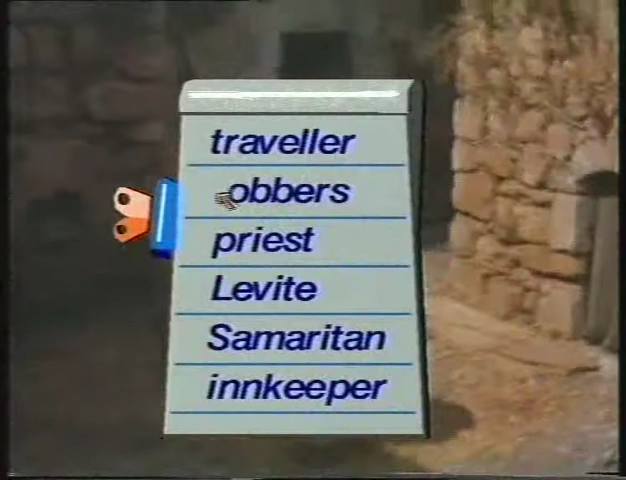 traveller
obbers
priest
Levite
Samaritan
innkeeper